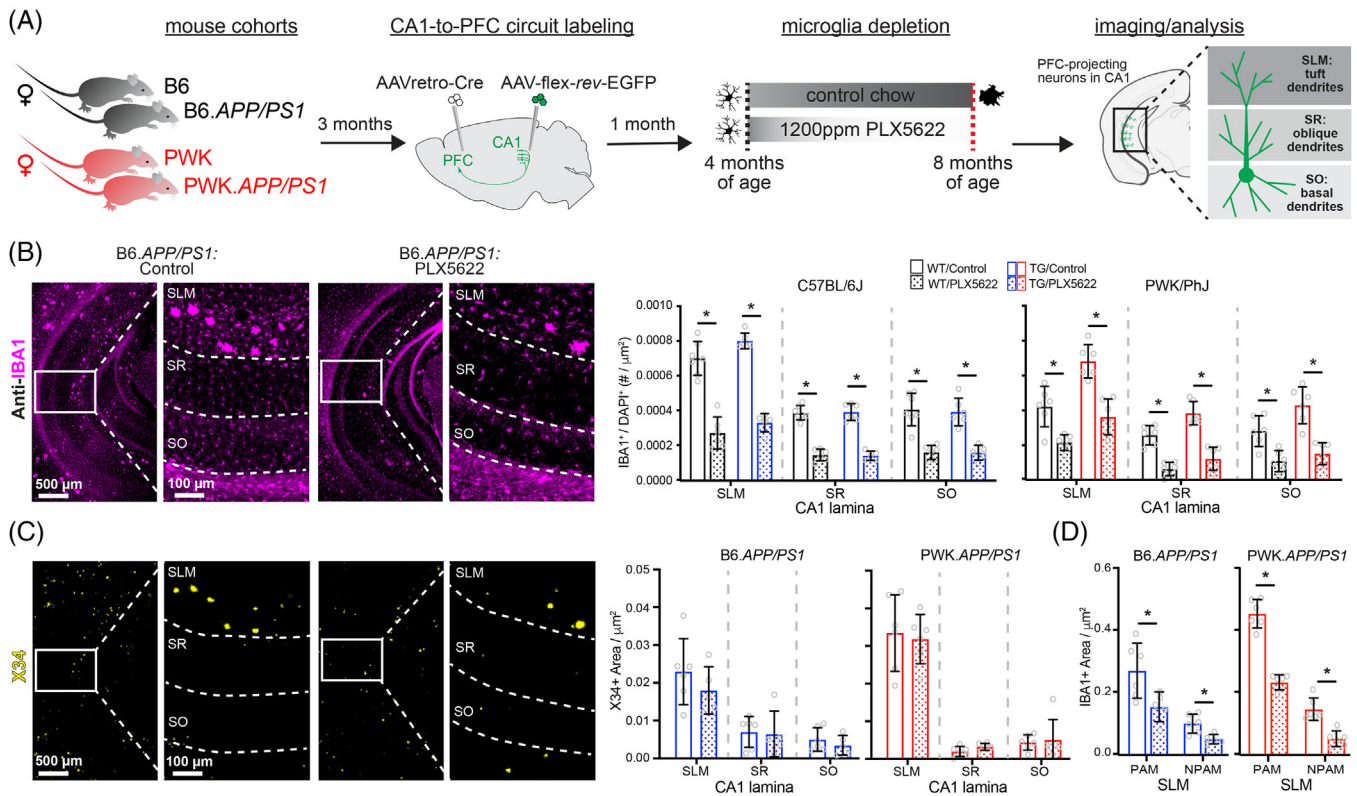 (A)
mouse cohorts
CA1-to-PFC circuit labeling
microglia depletion
imaging/analysis
♀
B6
B6.APP/PS1
♀
PWK
PWK.APP/PS1
3 months
AAVretro-Cre
AAV-flex-rev-EGFP
PFC
CA1
1 month
control chow
1200ppm PLX5622
4 months
of age
8 months
of age
PFC-projecting
neurons in CA1
SLM:
tuft
dendrites
SR:
oblique
dendrites
SO:
basal
dendrites
(B)
B6.APP/PS1:
Control
B6.APP/PS1:
PLX5622
Anti-IBA1
SLM
SR
SO
500 µm
100 µm
SLM
SR
SO
WT/Control
WT/PLX5622
TG/Control
TG/PLX5622
C57BL/6J
PWK/PhJ
IBA1+/ DAPI+ (# / µm²)
0.0010
0.0008
0.0006
0.0004
0.0002
0.0000
* * * * * *
SLM SR SO
CA1 lamina
* * * * * *
SLM SR SO
CA1 lamina
(C)
X34
SLM
SR
SO
500 µm
100 µm
SLM
SR
SO
B6.APP/PS1
PWK.APP/PS1
X34+ Area / µm²
0.05
0.04
0.03
0.02
0.01
0.00
SLM SR SO
SLM SR SO
CA1 lamina
CA1 lamina
(D)
B6.APP/PS1
PWK.APP/PS1
IBA1+ Area / µm²
0.6
0.4
0.2
0.0
* *
* *
PAM NPAM
SLM
PAM NPAM
SLM